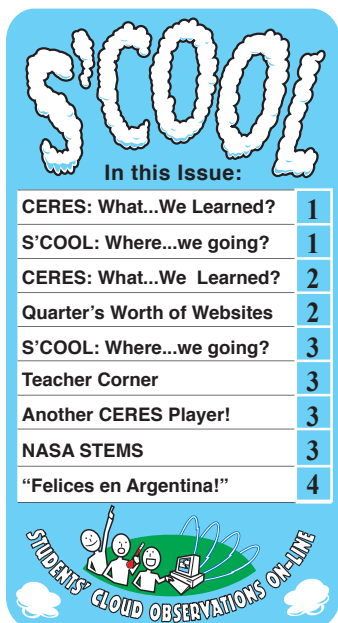 S'COOL
In this Issue:
CERES: What...We Learned? 1
S'COOL: Where...we going? 1
CERES: What...We  Learned? 2
Quarter's Worth of Websites 2
S'COOL: Where...we going? 3
Teacher Corner 3
Another CERES Player! 3
NASA STEMS 3
“Felices en Argentina!” 4
STUDENTS' CLOUD OBSERVATIONS ON-LINE